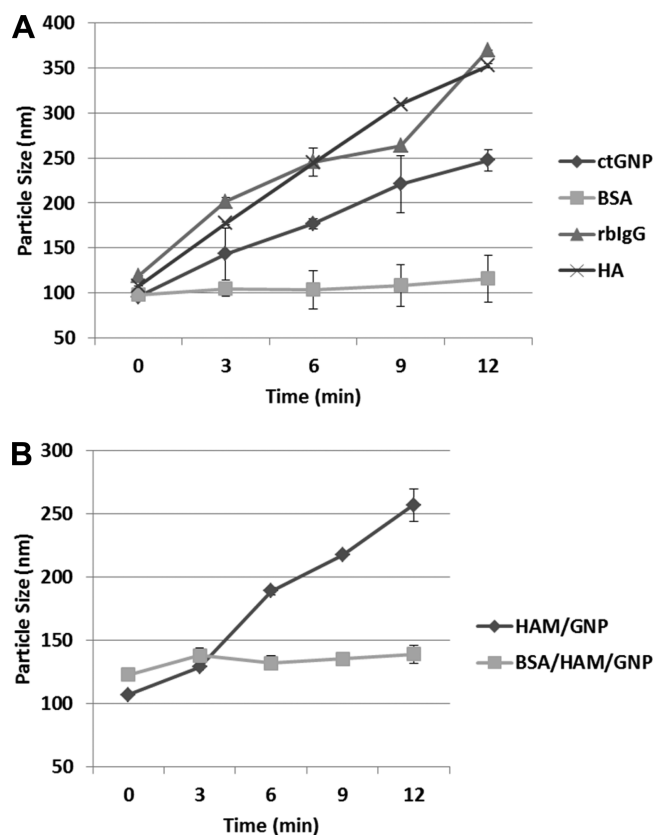 A
400
350
300
250
200
150
100
50
Particle Size (nm)
0 3 6 9 12
Time (min)
ctGNP
BSA
rbIgG
HA
B
300
250
200
150
100
50
Particle Size (nm)
0 3 6 9 12
Time (min)
HAM/GNP
BSA/HAM/GNP